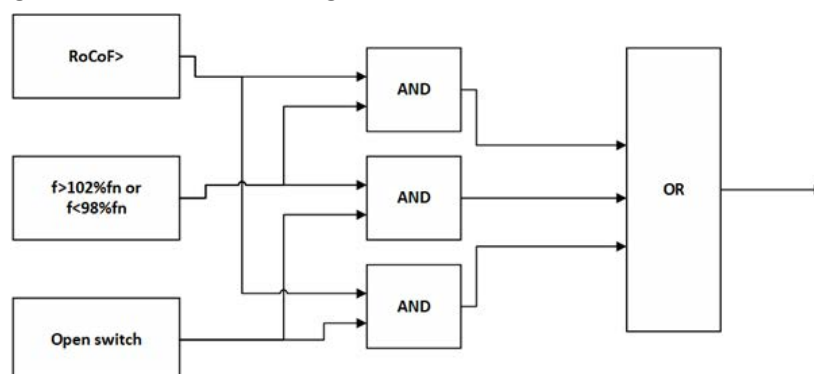 RoCoF>
AND
f>102%fn or
f<98%fn
AND
OR
AND
Open switch